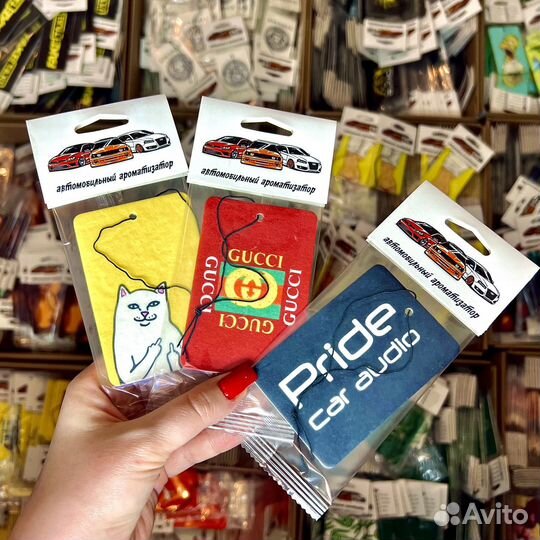 автомобильный ароматизатор
автомобильный ароматизатор
GUCCI
GUCCI
GUCCI
GUCCI
автомобильный ароматизатор
Pride
car audio
Avito